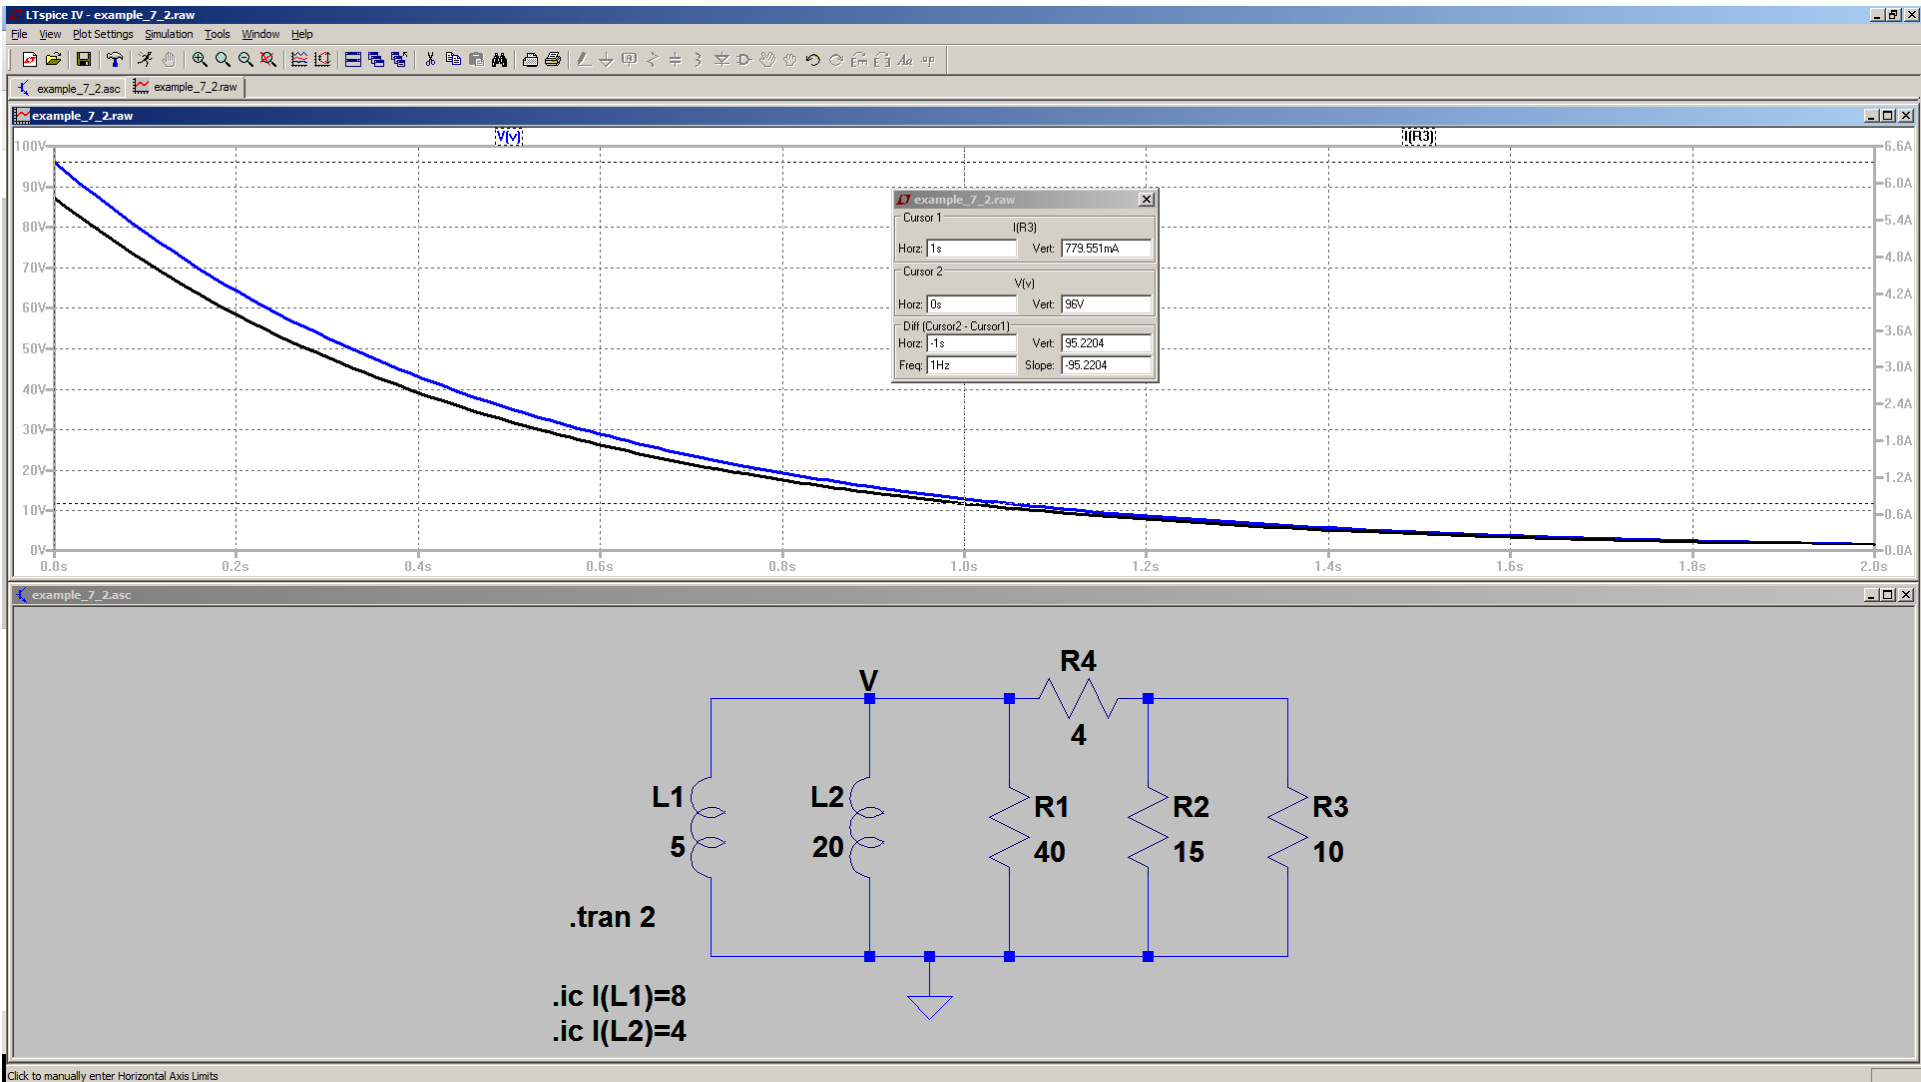 LTspice IV - example_7_2.raw
File View Plot Settings Simulation Tools Window Help
example_7_2.asc example_7_2.raw
example_7_2.raw
V(v) I(R3)
100V 6.6A
90V 6.0A
80V 5.4A
70V 4.8A
60V 4.2A
50V 3.6A
40V 3.0A
30V 2.4A
20V 1.8A
10V 1.2A
0V 0.6A
0.0A
0.0s 0.2s 0.4s 0.6s 0.8s 1.0s 1.2s 1.4s 1.6s 1.8s 2.0s
example_7_2.raw
Cursor 1
I(R3)
Horz: 1s Vert: 779.551mA
Cursor 2
V(v)
Horz: 0s Vert: 96V
Diff (Cursor2 - Cursor1)
Horz: -1s Vert: 95.2204
Freq: 1Hz Slope: -95.2204
example_7_2.asc
R4
V
4
L1 L2 R1 R2 R3
5 20 40 15 10
.tran 2
.ic I(L1)=8
.ic I(L2)=4
Click to manually enter Horizontal Axis Limits